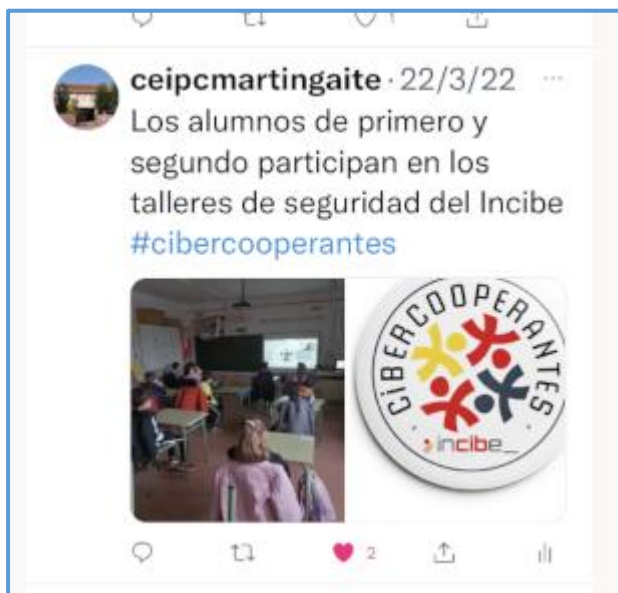 ceipcmartingaite · 22/3/22 ···
Los alumnos de primero y
segundo participan en los
talleres de seguridad del Incibe
#cibercooperantes
· CiBERCOOPERANTES ·
incibe_
2